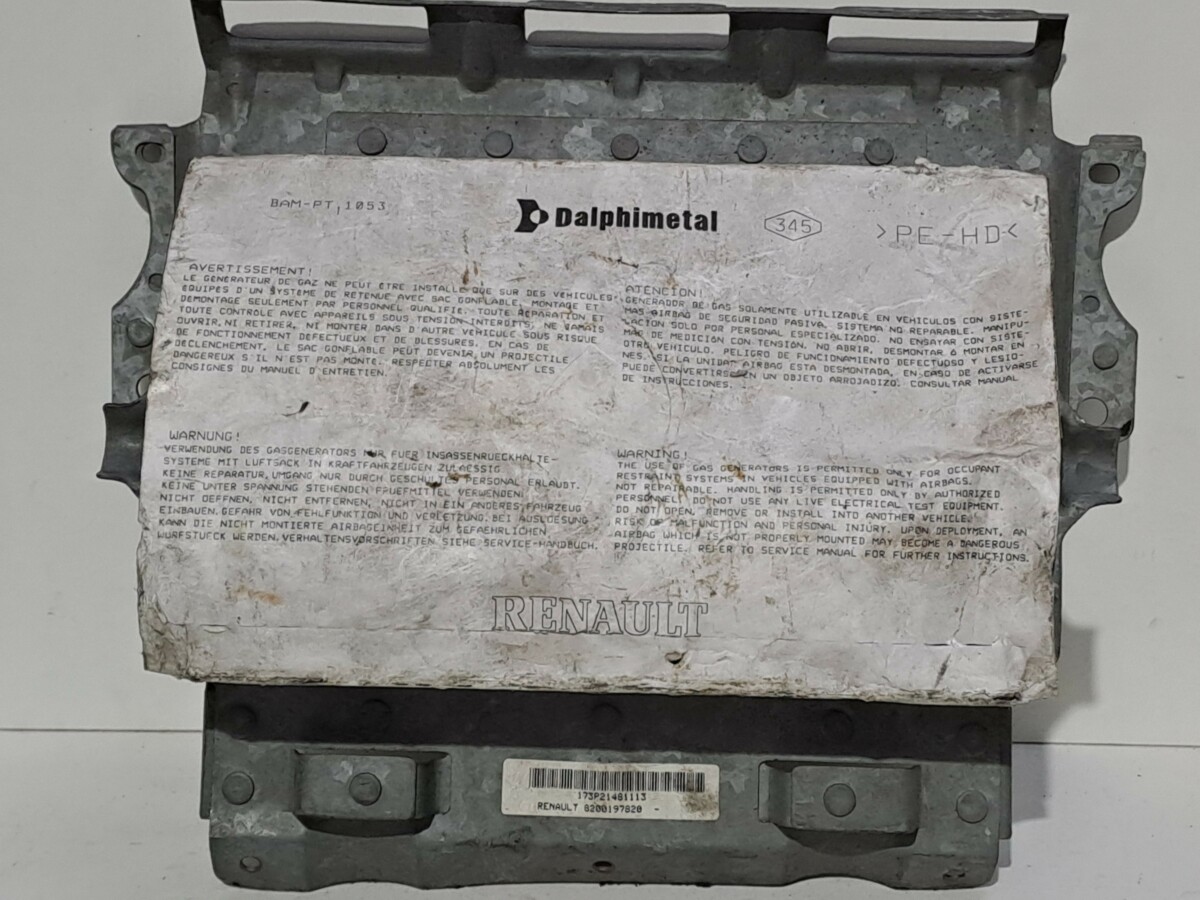 BAM-PT 1053
Dalphimetal
345
>PE-HD<
AVERTISSEMENT!
LE GENERATEUR DE GAZ NE PEUT ETRE INSTALLE QUE SUR DES VEHICULES
EQUIPES D'UN SYSTEME DE RETENUE AVEC SAC GONFLABLE, MONTAGE ET
DEMONTAGE SEULEMENT PAR PERSONNEL QUALIFIE. TOUTE REPARATION ET
TOUTE CONTROLE AVEC APPAREILS SOUS TENSION INTERDITS; NE JAMAIS
OUVRIR, NI RETIRER, NI MONTER DANS D'AUTRE VEHICULE SOUS RISQUE
DE FONCTIONNEMENT DEFECTUEUX ET DE BLESSURES. EN CAS DE
DECLENCHEMENT, LE SAC GONFLABLE PEUT DEVENIR UN PROJECTILE
DANGEREUX S'IL N EST PAS MONTE. RESPECTER ABSOLUMENT LES
CONSIGNES DU MANUEL D'ENTRETIEN.
ATENCION!
GENERADOR DE GAS SOLAMENTE UTILIZABLE EN VEHICULOS CON SISTE-
MAS AIRBAG DE SEGURIDAD PASIVA. SISTEMA NO REPARABLE. MANIPU-
LACION SOLO POR PERSONAL ESPECIALIZADO. NO ENSAYAR CON SISTE
MAS DE MEDICION CON TENSION. NO ABRIR, DESMONTAR O MONTAR EN
OTRO VEHICULO. PELIGRO DE FUNCIONAMIENTO DEFECTUOSO Y LESIO-
NES. SI LA UNIDAD AIRBAG ESTA DESMONTADA, EN CASO DE ACTIVARSE
PUEDE CONVERTIRSE EN UN OBJETO ARROJADIZO. CONSULTAR MANUAL
DE INSTRUCCIONES.
WARNUNG!
VERWENDUNG DES GASGENERATORS NUR FUER INSASSENRUECKHALTE-
SYSTEME MIT LUFTSACK IN KRAFTFAHRZEUGEN ZULAESSIG
KEINE REPARATUR, UMGANG NUR DURCH GESCHULTES PERSONAL ERLAUBT.
KEINE UNTER SPANNUNG STEHENDEN PRUEFMITTEL VERWENDEN
NICHT OEFFNEN, NICHT ENTFERNEN, NICHT IN EIN ANDERES FAHRZEUG
EINBAUEN. GEFAHR VON FEHLFUNKTION UND VERLETZUNG. BEI AUSLOESUNG
KANN DIE NICHT MONTIERTE AIRBAGEINHEIT ZUM GEFAEHRLICHEN
WURFSTUECK WERDEN. VERHALTENSVORSCHRIFTEN SIEHE SERVICE-HANDBUCH.
WARNING!
THE USE OF GAS GENERATORS IS PERMITTED ONLY FOR OCCUPANT
RESTRAINT SYSTEMS IN VEHICLES EQUIPPED WITH AIRBAGS.
NOT REPAIRABLE. HANDLING IS PERMITTED ONLY BY AUTHORIZED
PERSONNEL. DO NOT USE ANY LIVE ELECTRICAL TEST EQUIPMENT.
DO NOT OPEN, REMOVE OR INSTALL INTO ANOTHER VEHICLE.
RISK OF MALFUNCTION AND PERSONAL INJURY. UPON DEPLOYMENT, AN
AIRBAG WHICH IS NOT PROPERLY MOUNTED MAY BECOME A DANGEROUS
PROJECTILE. REFER TO SERVICE MANUAL FOR FURTHER INSTRUCTIONS.
RENAULT
173P21481113
RENAULT 8200197820 -